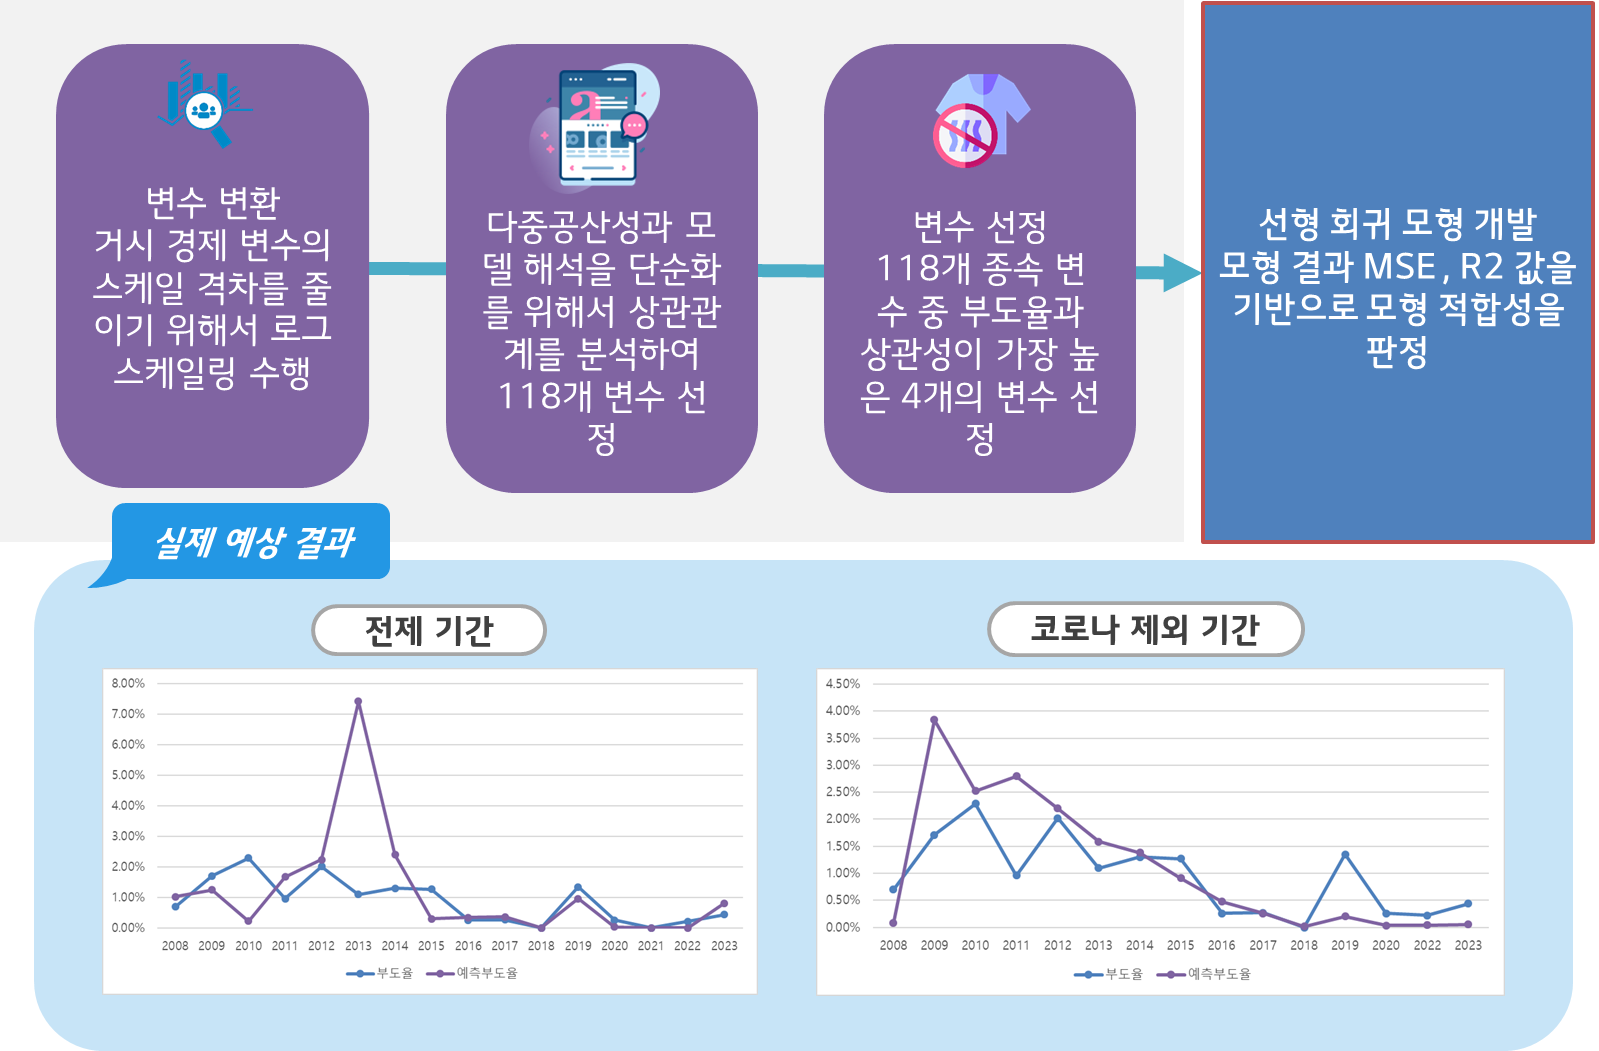 변수 변환
거시 경제 변수의
스케일 격차를 줄
이기 위해서 로그
스케일링 수행
다중공산성과 모
델 해석을 단순화
를 위해서 상관관
계를 분석하여
118개 변수 선
정
변수 선정
118개 종속 변
수 중 부도율과
상관성이 가장 높
은 4개의 변수 선
정
선형 회귀 모형 개발
모형 결과 MSE , R2 값을
기반으로 모형 적합성을
판정
실제 예상 결과
전제 기간
8.00%
7.00%
6.00%
5.00%
4.00%
3.00%
2.00%
1.00%
0.00%
2008 2009 2010 2011 2012 2013 2014 2015 2016 2017 2018 2019 2020 2021 2022 2023
부도율 예측부도율
코로나 제외 기간
4.50%
4.00%
3.50%
3.00%
2.50%
2.00%
1.50%
1.00%
0.50%
0.00%
2008 2009 2010 2011 2012 2013 2014 2015 2016 2017 2018 2019 2020 2022 2023
부도율 예측부도율